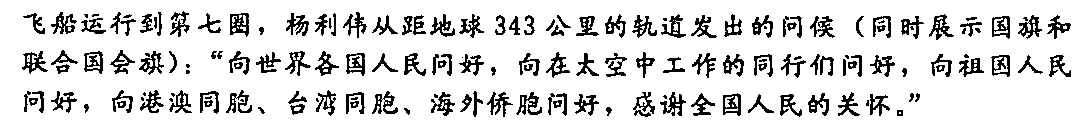 飞船运行到第七圈，杨利伟从距地球 343 公里的轨道发出的问候（同时展示国旗和
联合国会旗）：“向世界各国人民问好，向在太空中工作的同行们问好，向祖国人民
问好，向港澳同胞、台湾同胞、海外侨胞问好，感谢全国人民的关怀。”